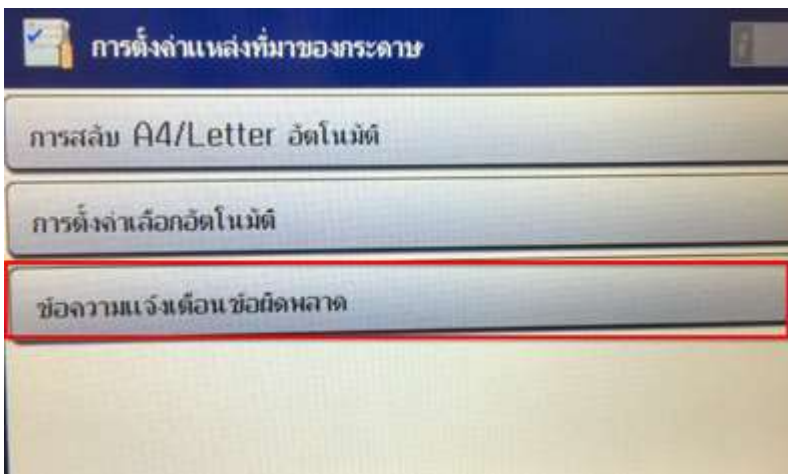 การตั้งค่าแหล่งที่มาของกระดาษ
การสลับ A4/Letter อัตโนมัติ
การตั้งค่าเลือกอัตโนมัติ
ข้อความแจ้งเตือนข้อผิดพลาด